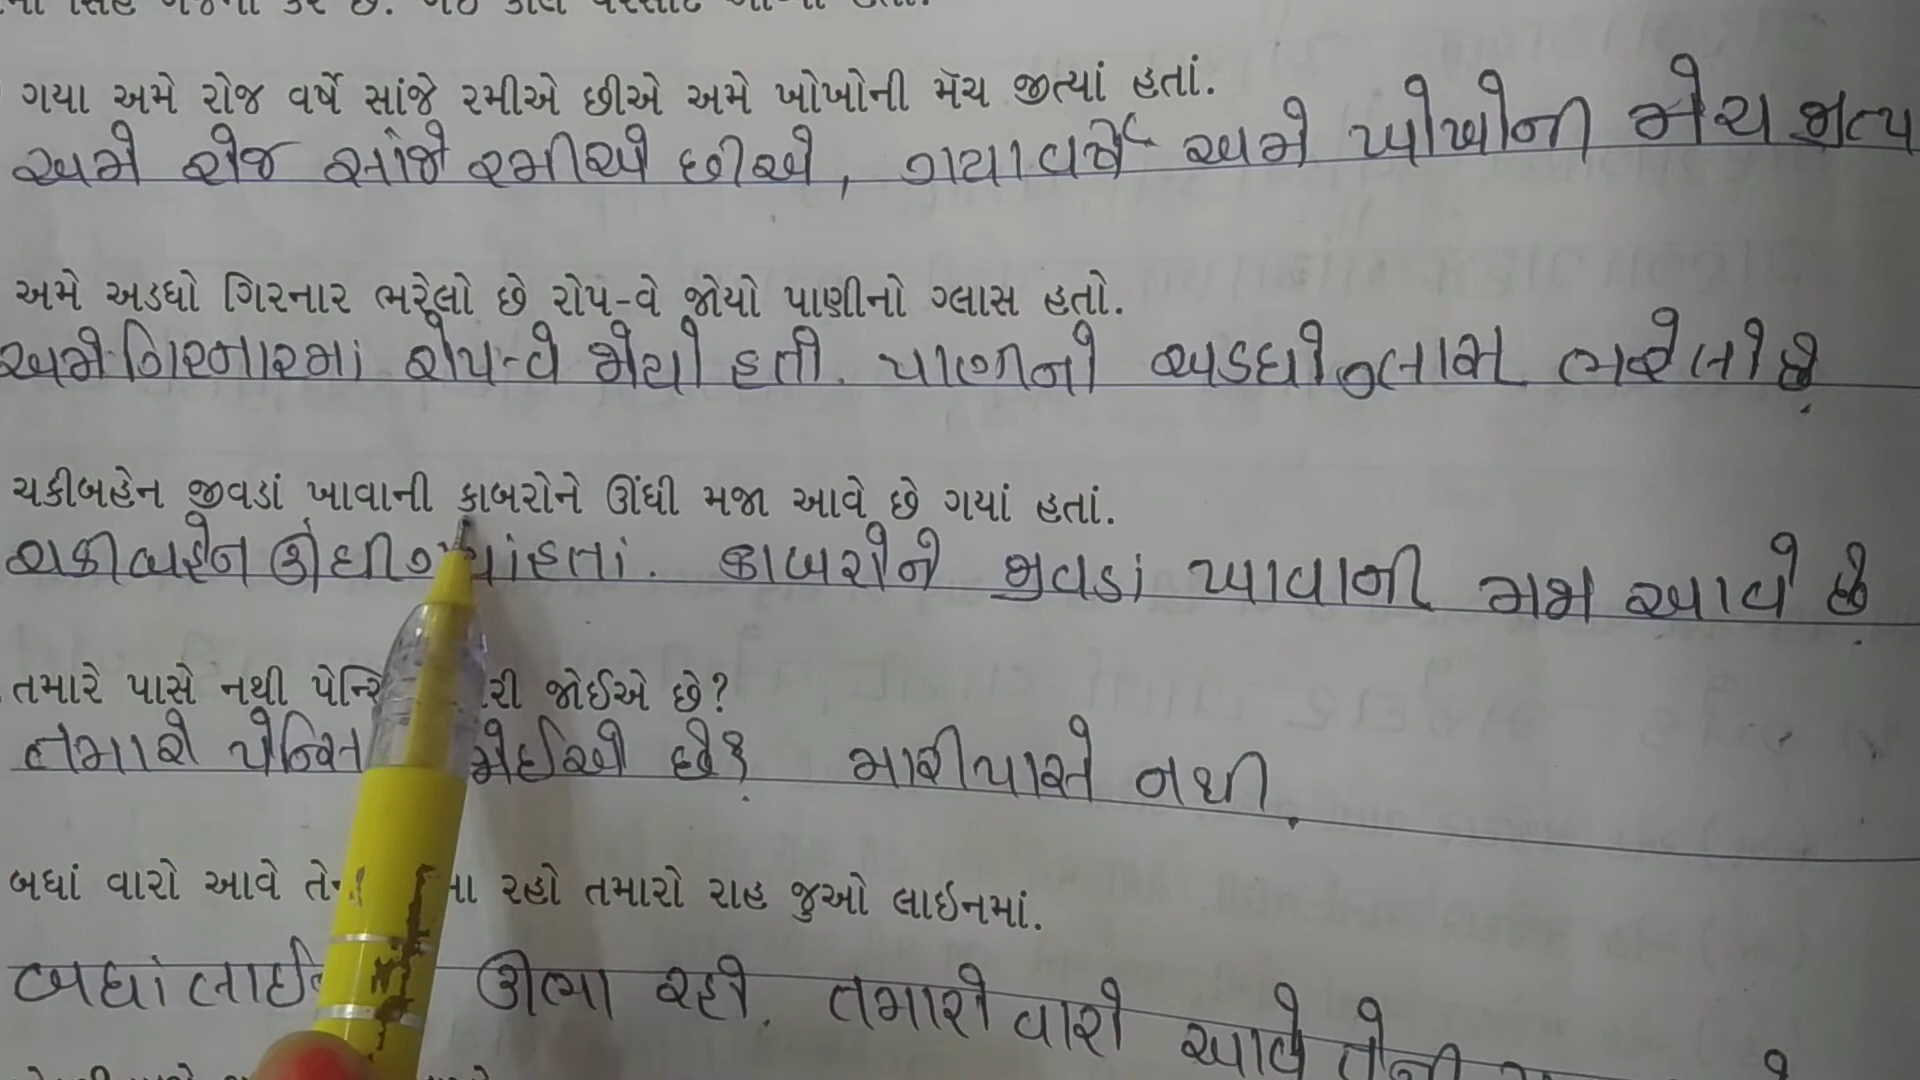 ગયા અમે રોજ વર્ષે સાંજે રમીએ છીએ અમે ખોખોની મૅચ જીત્યાં હતાં.
અમે રોજ સાંજે રમીએ છીએ, ગયા વર્ષે અમે ખોખોની મેચ જીત્ય
અમે અડધો ગિરનાર ભરેલો છે રોપ-વે જોયો પાણીનો ગ્લાસ હતો.
અમે ગિરનારમાં રોપ-વે જોયો હતો. પાણીનો અડધો ગ્લાસ ભરેલો છે.
ચકીબહેન જીવડાં ખાવાની કાબરોને ઊંઘી મજા આવે છે ગયાં હતાં.
ચકીબહેન ઊંઘી ગયાં હતાં. કાબરોને જીવડાં ખાવાની મજા આવે છે.
તમારે પાસે નથી પેન્સિ રી જોઈએ છે?
તમારે પેન્સિ જોઈએ છે? મારી પાસે નથી.
બધાં વારો આવે રહો તમારો રાહ જુઓ લાઇનમાં.
બધાં લાઈ ઊભા રહો. તમારો વારો આવે તેની